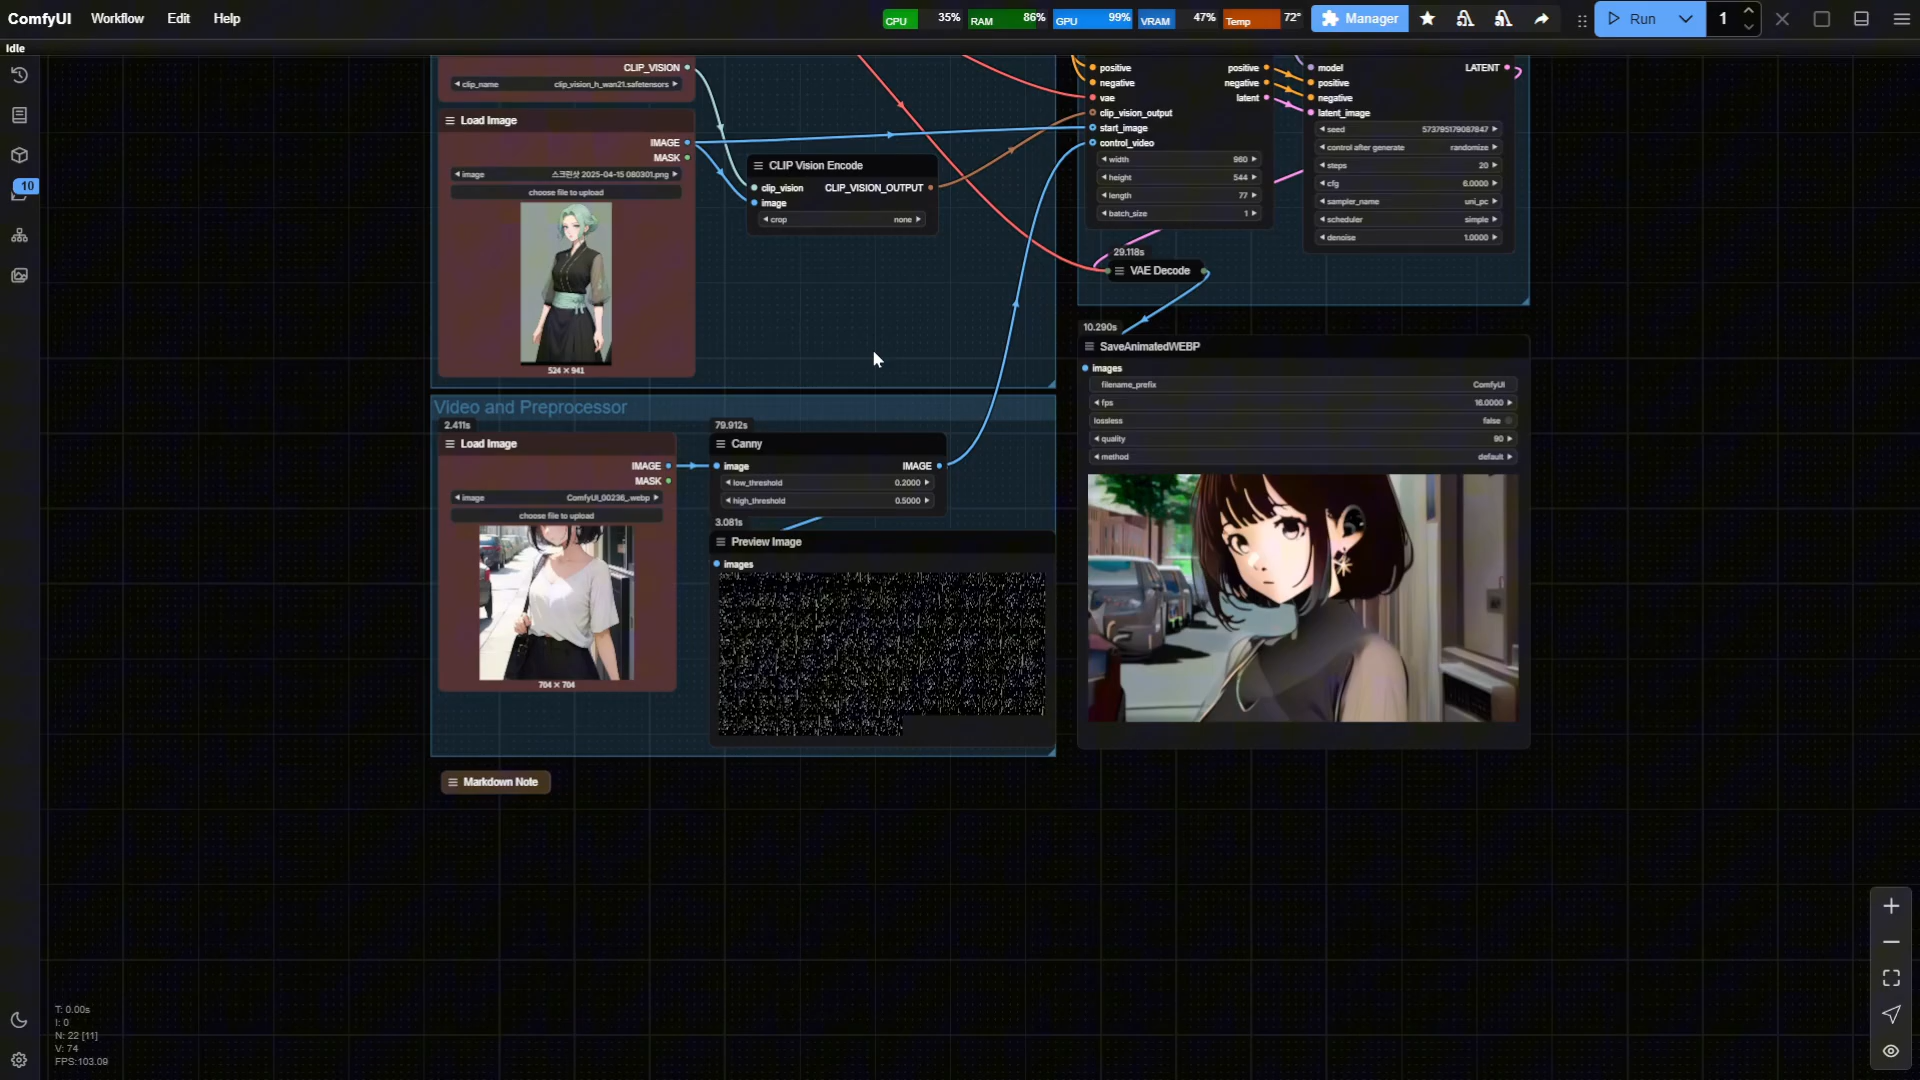 ComfyUI
Workflow
Edit
Help
CPU 35%
RAM 86%
GPU 99%
VRAM 47%
Temp 72°
Manager
Run
1
Idle
10
CLIP_VISION
clip_name clip_vision_h_wan21.safetensors
Load Image
IMAGE
MASK
image 스크린샷 2025-04-15 080301.png
choose file to upload
524 × 941
CLIP Vision Encode
clip_vision CLIP_VISION_OUTPUT
image
crop none
positive positive
negative negative
vae latent
clip_vision_output
start_image
control_video
width 960
height 544
length 77
batch_size 1
model LATENT
positive
negative
latent_image
seed 573795179087847
control after generate randomize
steps 20
cfg 6.0000
sampler_name uni_pc
scheduler simple
denoise 1.0000
29.118s
VAE Decode
10.290s
SaveAnimatedWEBP
images
filename_prefix ComfyUI
fps 16.0000
lossless false
quality 90
method default
Video and Preprocessor
2.411s
Load Image
IMAGE
MASK
image ComfyUI_00236_.webp
choose file to upload
704 × 704
79.912s
Canny
image IMAGE
low_threshold 0.2000
high_threshold 0.5000
3.081s
Preview Image
images
Markdown Note
T: 0.00s
I: 0
N: 22 [11]
V: 74
FPS:103.09